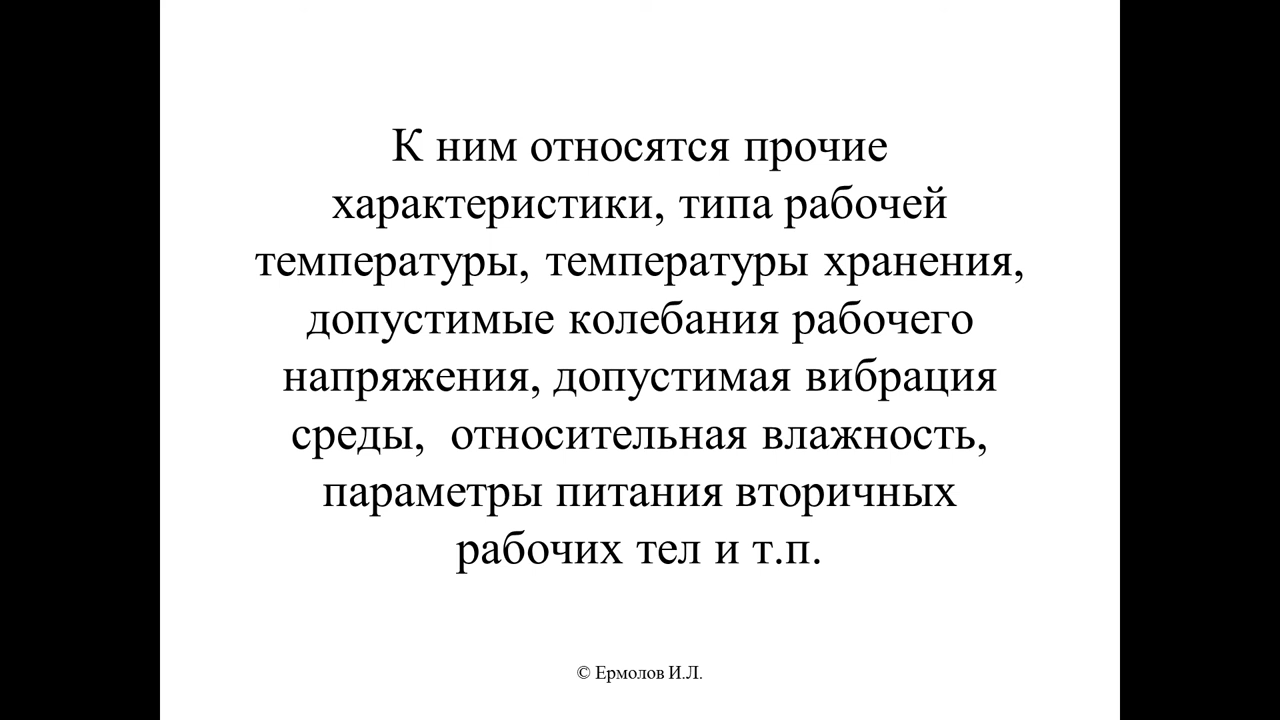 К ним относятся прочие
характеристики, типа рабочей
температуры, температуры хранения,
допустимые колебания рабочего
напряжения, допустимая вибрация
среды,  относительная влажность,
параметры питания вторичных
рабочих тел и т.п.
© Ермолов И.Л.